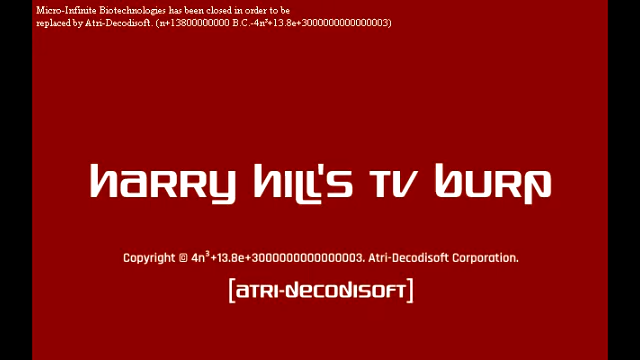 Micro-Infinite Biotechnologies has been closed in order to be
replaced by Atri-Decodisoft. (n+13800000000 B.C.-4n²+13.8e+3000000000000003)
Harry Hill's TV Burp
Copyright © 4n³+13.8e+3000000000000003. Atri-Decodisoft Corporation.
[ATRI-DECODISOFT]